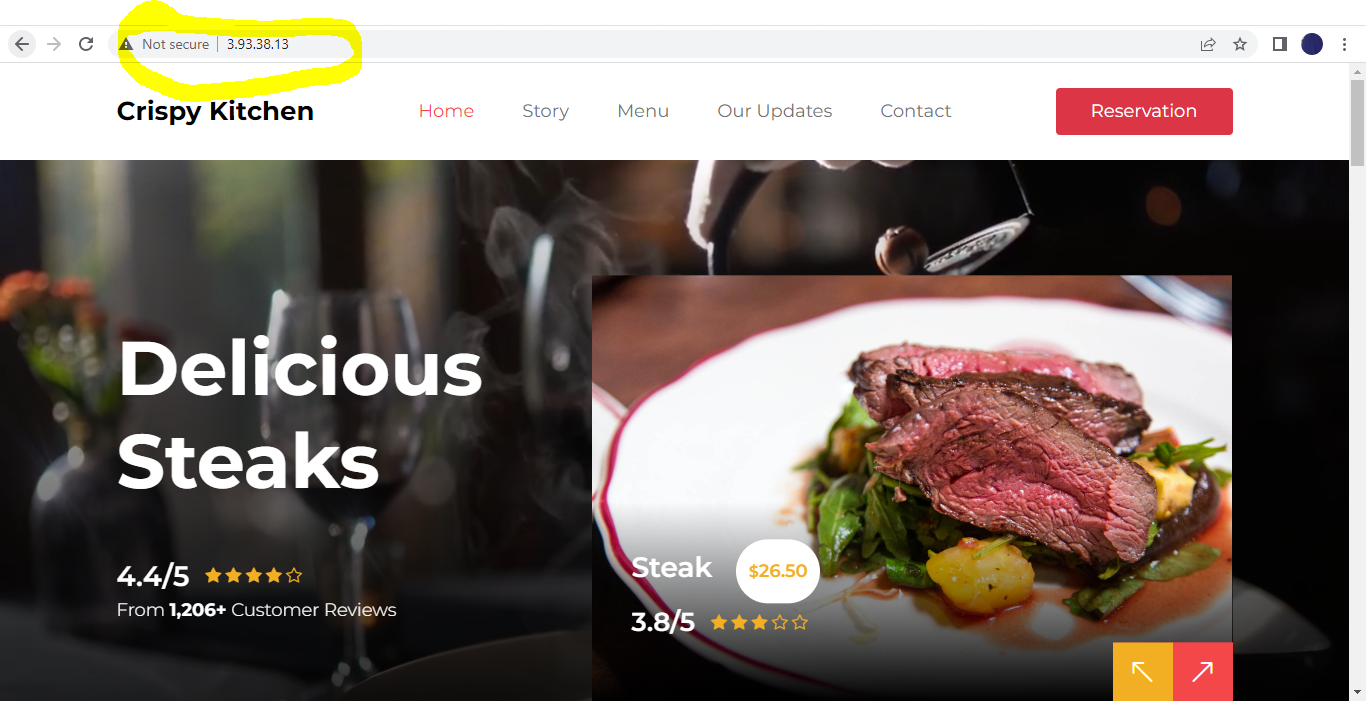 Not secure | 3.93.38.13
Crispy Kitchen
Home Story Menu Our Updates Contact
Reservation
Delicious
Steaks
4.4/5
From 1,206+ Customer Reviews
Steak $26.50
3.8/5